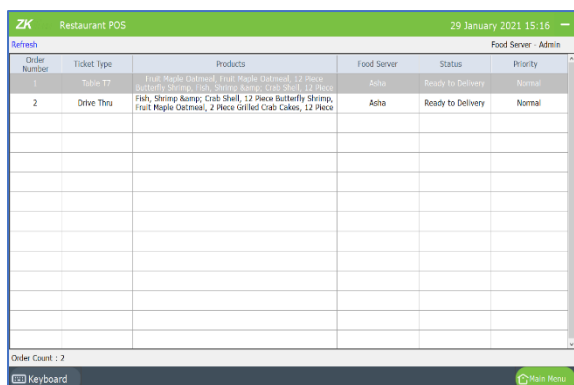 ZK Restaurant POS 29 January 2021 15:16
Refresh Food Server - Admin
Order Number Ticket Type Products Food Server Status Priority
1 Table T7 Fruit Maple Oatmeal, Fruit Maple Oatmeal, 12 Piece Asha Ready to Delivery Normal
Butterfly Shrimp, Fish, Shrimp &amp; Crab Shell, 12 Piece
2 Drive Thru Fish, Shrimp &amp; Crab Shell, 12 Piece Butterfly Shrimp, Asha Ready to Delivery Normal
Fruit Maple Oatmeal, 2 Piece Grilled Crab Cakes, 12 Piece
Order Count : 2
Keyboard Main Menu